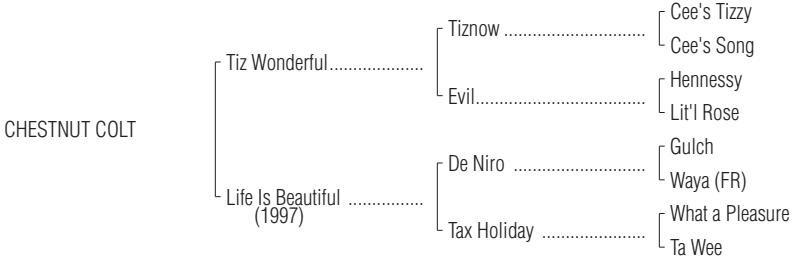 Cee's Tizzy
Tiznow ..............................
Cee's Song
Tiz Wonderful....................
Hennessy
Evil....................................
Lit'l Rose
CHESTNUT COLT
Gulch
De Niro ............................
Waya (FR)
Life Is Beautiful ................
(1997)
What a Pleasure
Tax Holiday ......................
Ta Wee